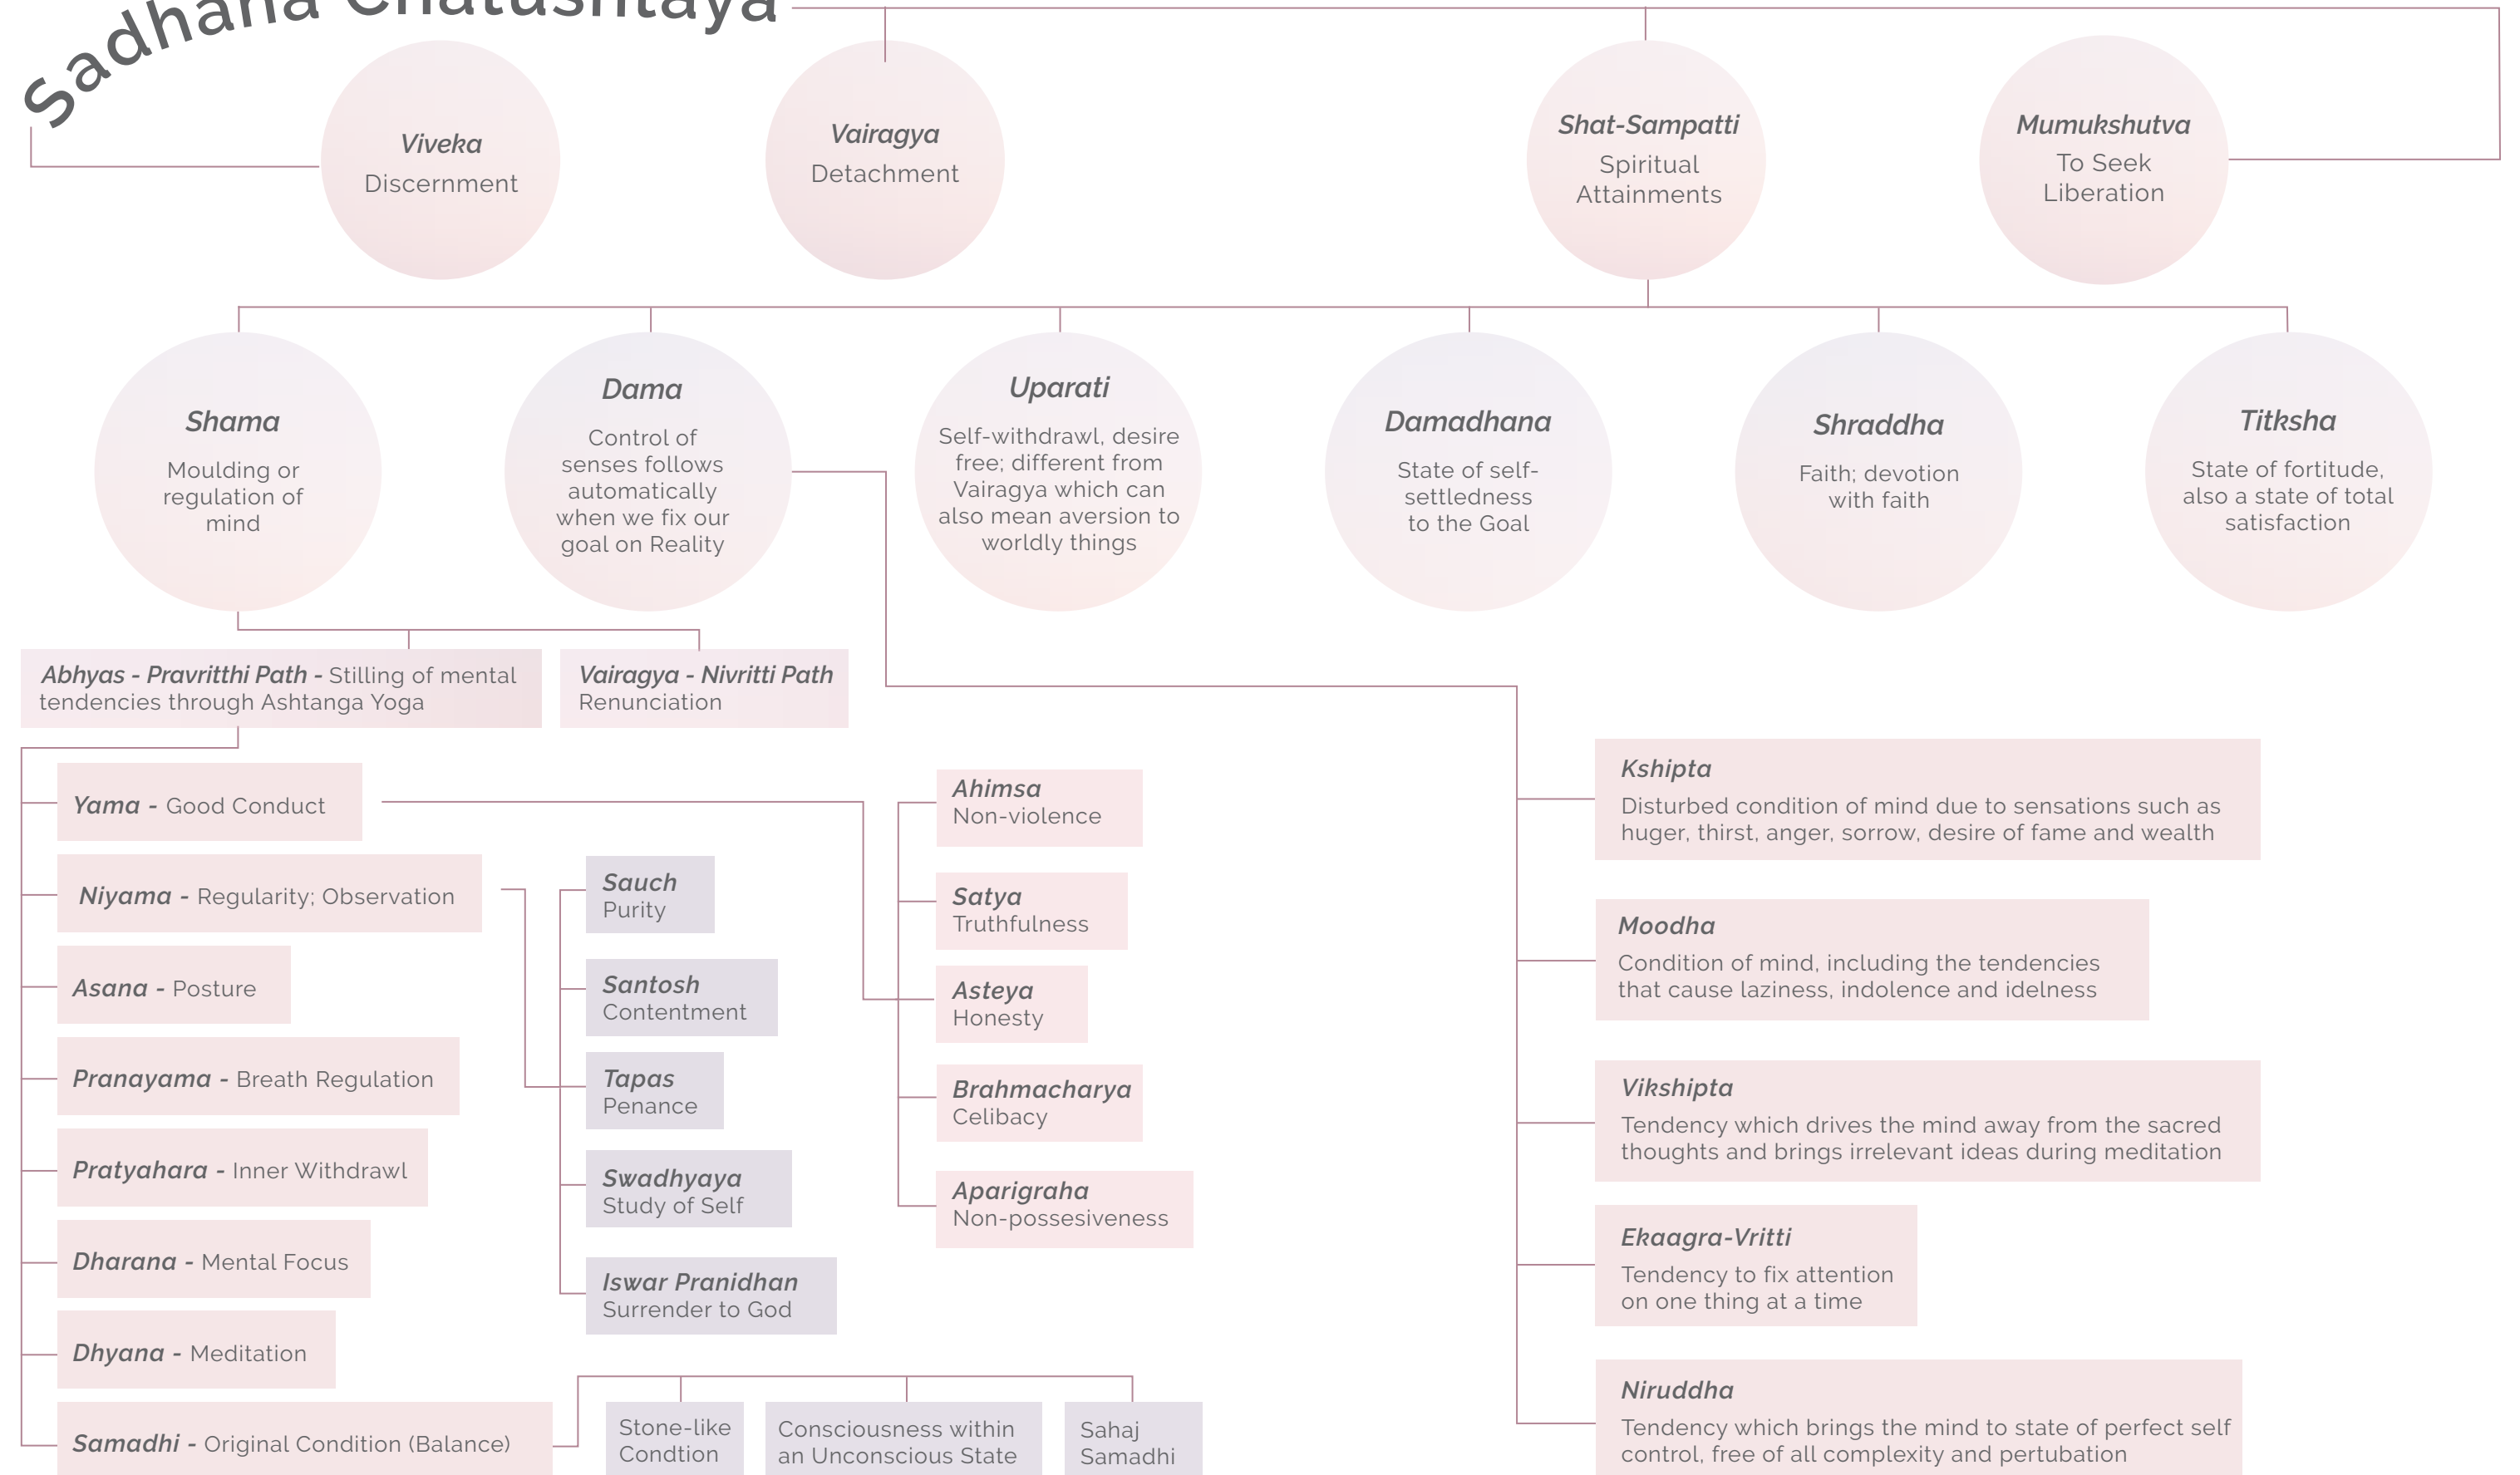 Sadhana Chatushtaya
Viveka
Discernment
Vairagya
Detachment
Shat-Sampatti
Spiritual
Attainments
Mumukshutva
To Seek
Liberation
Shama
Moulding or
regulation of
mind
Dama
Control of
senses follows
automatically
when we fix our
goal on Reality
Uparati
Self-withdrawl, desire
free; different from
Vairagya which can
also mean aversion to
worldly things
Damadhana
State of self-
settledness
to the Goal
Shraddha
Faith; devotion
with faith
Titksha
State of fortitude,
also a state of total
satisfaction
Abhyas - Pravritthi Path - Stilling of mental
tendencies through Ashtanga Yoga
Vairagya - Nivritti Path
Renunciation
Yama - Good Conduct
Niyama - Regularity; Observation
Asana - Posture
Pranayama - Breath Regulation
Pratyahara - Inner Withdrawl
Dharana - Mental Focus
Dhyana - Meditation
Samadhi - Original Condition (Balance)
Sauch
Purity
Santosh
Contentment
Tapas
Penance
Swadhyaya
Study of Self
Iswar Pranidhan
Surrender to God
Ahimsa
Non-violence
Satya
Truthfulness
Asteya
Honesty
Brahmacharya
Celibacy
Aparigraha
Non-possesiveness
Stone-like
Condtion
Consciousness within
an Unconscious State
Sahaj
Samadhi
Kshipta
Disturbed condition of mind due to sensations such as
huger, thirst, anger, sorrow, desire of fame and wealth
Moodha
Condition of mind, including the tendencies
that cause laziness, indolence and idelness
Vikshipta
Tendency which drives the mind away from the sacred
thoughts and brings irrelevant ideas during meditation
Ekaagra-Vritti
Tendency to fix attention
on one thing at a time
Niruddha
Tendency which brings the mind to state of perfect self
control, free of all complexity and pertubation